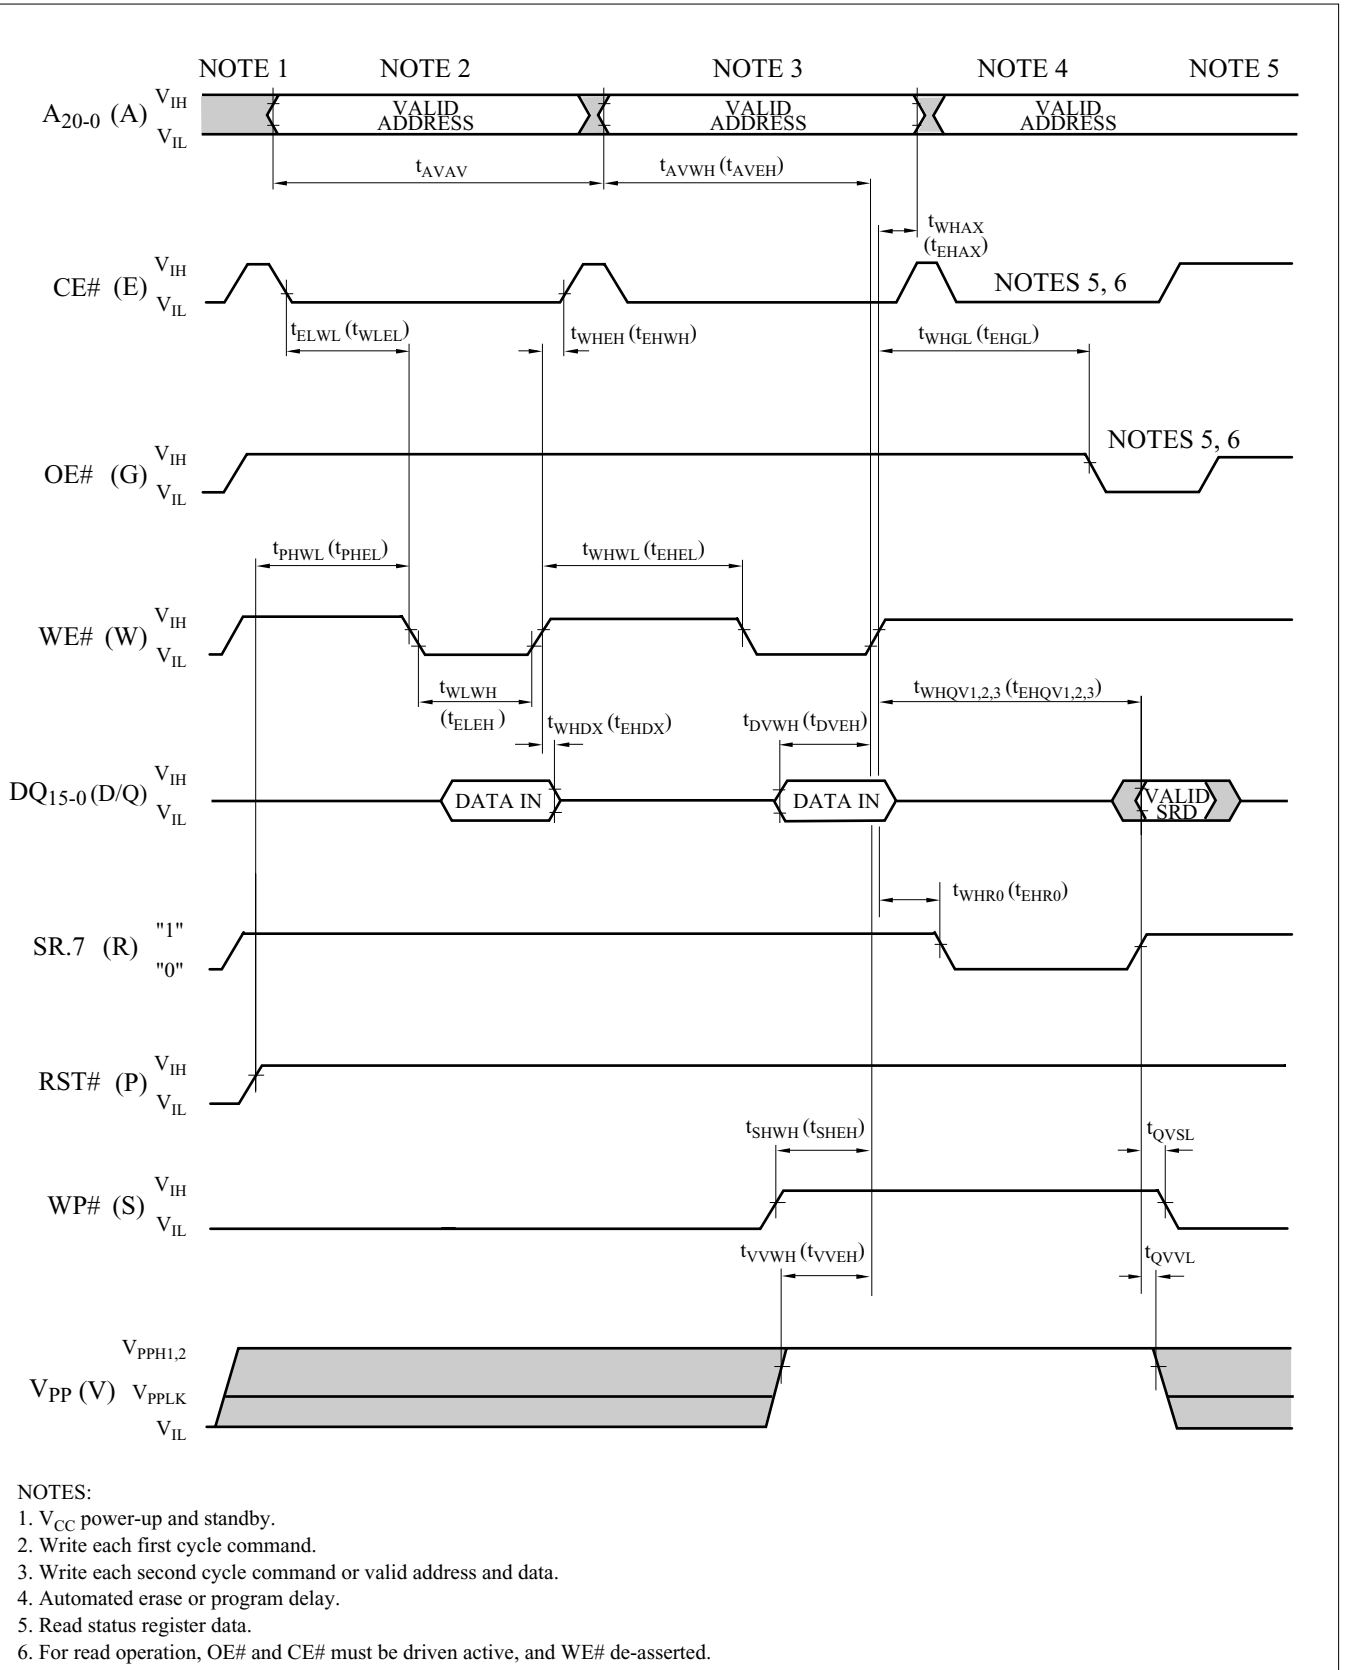 NOTE 1 NOTE 2 NOTE 3 NOTE 4 NOTE 5
A20-0 (A) VIH VIL
VALID ADDRESS VALID ADDRESS VALID ADDRESS
tAVAV tAVWH (tAVEH)
tWHAX (tEHAX)
CE# (E) VIH VIL
NOTES 5, 6
tELWL (tWLEL) tWHEH (tEHWH) tWHGL (tEHGL)
OE# (G) VIH VIL
NOTES 5, 6
tPHWL (tPHEL) tWHWL (tEHEL)
WE# (W) VIH VIL
tWLWH (tELEH) tWHDX (tEHDX) tDVWH (tDVEH) tWHQV1,2,3 (tEHQV1,2,3)
DQ15-0 (D/Q) VIH VIL
DATA IN DATA IN VALID SRD
tWHR0 (tEHR0)
SR.7 (R) "1" "0"
RST# (P) VIH VIL
tSHWH (tSHEH) tQVSL
WP# (S) VIH VIL
tVVWH (tVVEH) tQVVL
VPP (V) VPPH1,2 VPPLK VIL
NOTES:
1. VCC power-up and standby.
2. Write each first cycle command.
3. Write each second cycle command or valid address and data.
4. Automated erase or program delay.
5. Read status register data.
6. For read operation, OE# and CE# must be driven active, and WE# de-asserted.